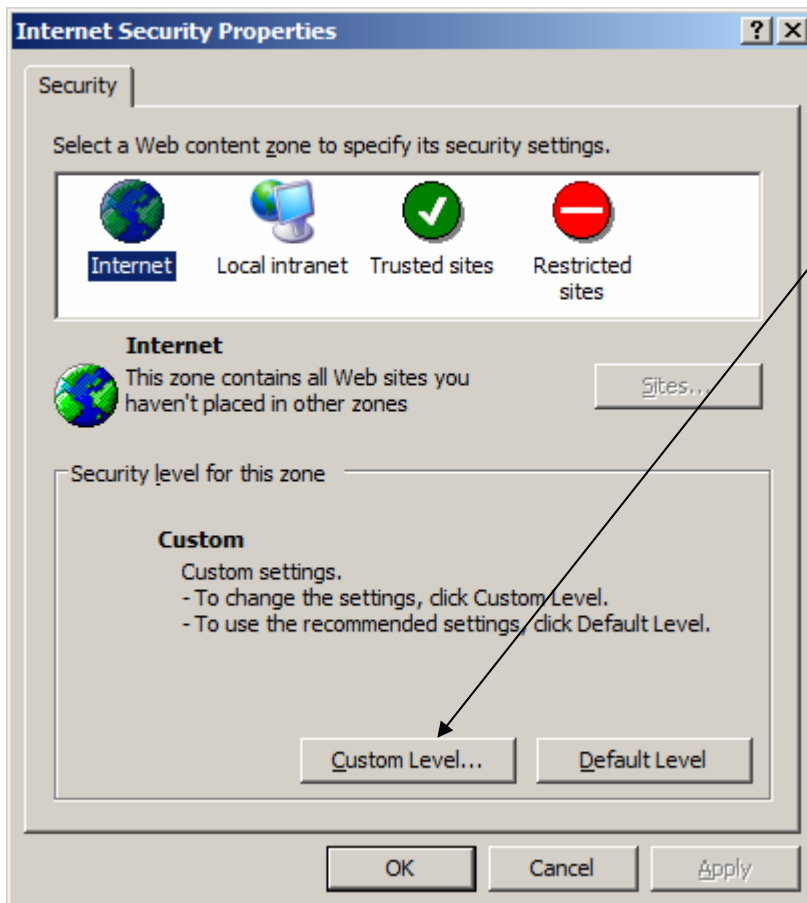 Internet Security Properties
Security
Select a Web content zone to specify its security settings.
Internet
Local intranet
Trusted sites
Restricted
sites
Internet
This zone contains all Web sites you
haven't placed in other zones
Sites...
Security level for this zone
Custom
Custom settings.
- To change the settings, click Custom Level.
- To use the recommended settings, click Default Level.
Custom Level...
Default Level
OK
Cancel
Apply